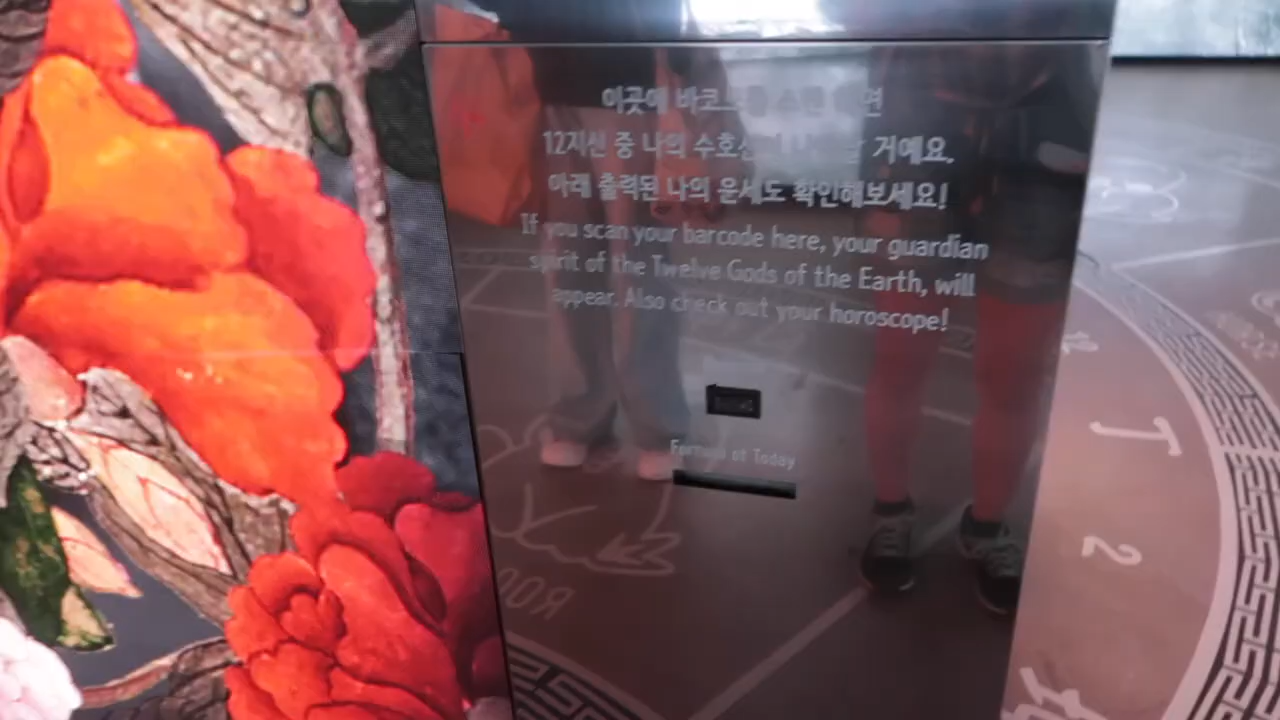 이곳에
12지신 중 나의 거예요.
아래 출력된 나의 운세도 확인해보세요!
If you scan your barcode here, your guardian
spirit of the Twelve Gods of the Earth, will
appear. Also check out your horoscope!
of Today